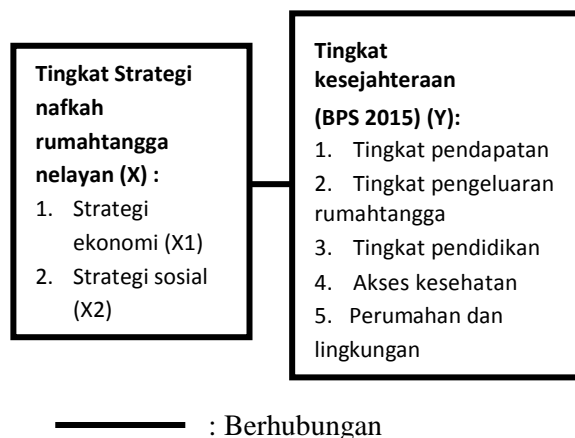 Tingkat Strategi
nafkah
rumahtangga
nelayan (X) :
1. Strategi
ekonomi (X1)
2. Strategi sosial
(X2)
Tingkat
kesejahteraan
(BPS 2015) (Y):
1. Tingkat pendapatan
2. Tingkat pengeluaran
rumahtangga
3. Tingkat pendidikan
4. Akses kesehatan
5. Perumahan dan
lingkungan
: Berhubungan